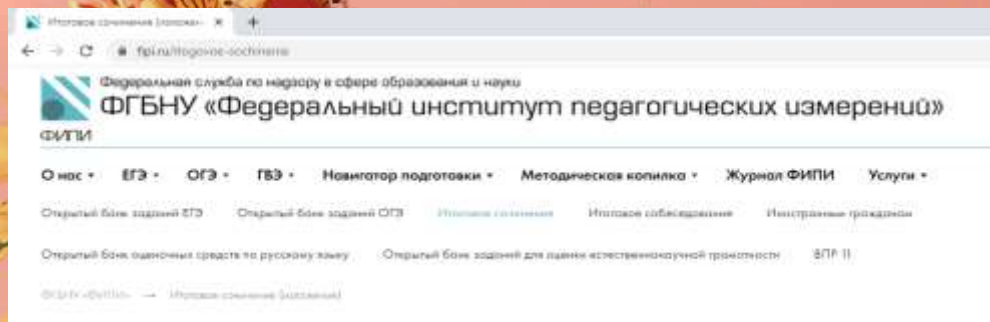 Итоговое сочинение (изложен
fipi.ru/itogovoe-sochinenie
Федеральная служба по надзору в сфере образования и науки
ФГБНУ «Федеральный институт педагогических измерений»
ФИПИ
О нас ЕГЭ ОГЭ ГВЭ Навигатор подготовки Методическая копилка Журнал ФИПИ Услуги
Открытый банк заданий ЕГЭ Открытый банк заданий ОГЭ Итоговое сочинение Итоговое собеседование Иностранным гражданам
Открытый банк оценочных средств по русскому языку Открытый банк заданий для оценки естественнонаучной грамотности ВПР 11
ФГБНУ «ФИПИ» → Итоговое сочинение (изложение)